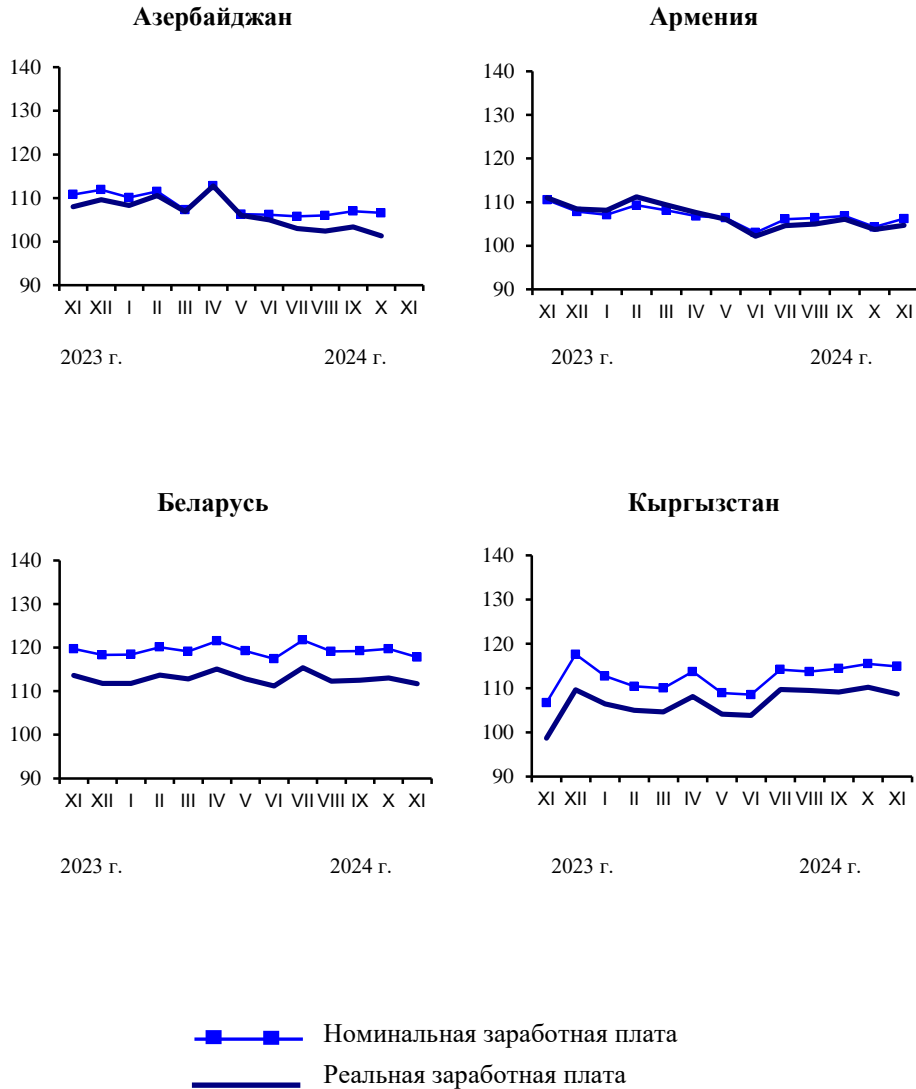 Азербайджан
140
130
120
110
100
90
XI XII I II III IV V VI VII VIII IX X XI
2023 г. 2024 г.
Армения
140
130
120
110
100
90
XI XII I II III IV V VI VII VIII IX X XI
2023 г. 2024 г.
Беларусь
140
130
120
110
100
90
XI XII I II III IV V VI VII VIII IX X XI
2023 г. 2024 г.
Кыргызстан
140
130
120
110
100
90
XI XII I II III IV V VI VII VIII IX X XI
2023 г. 2024 г.
Номинальная заработная плата
Реальная заработная плата